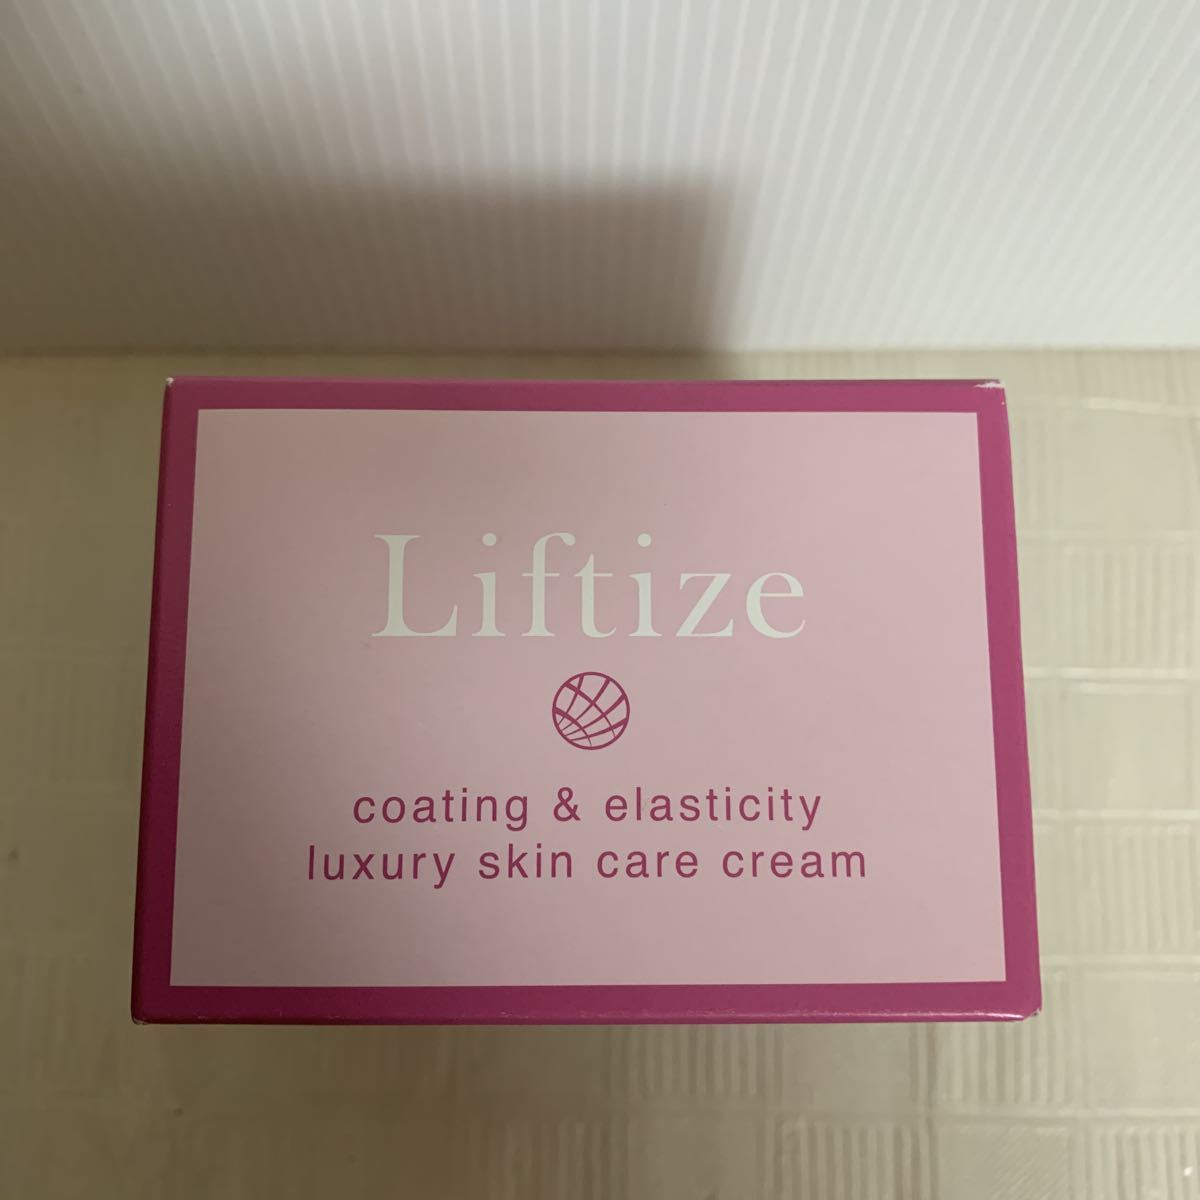 Liftize
coating & elasticity
luxury skin care cream